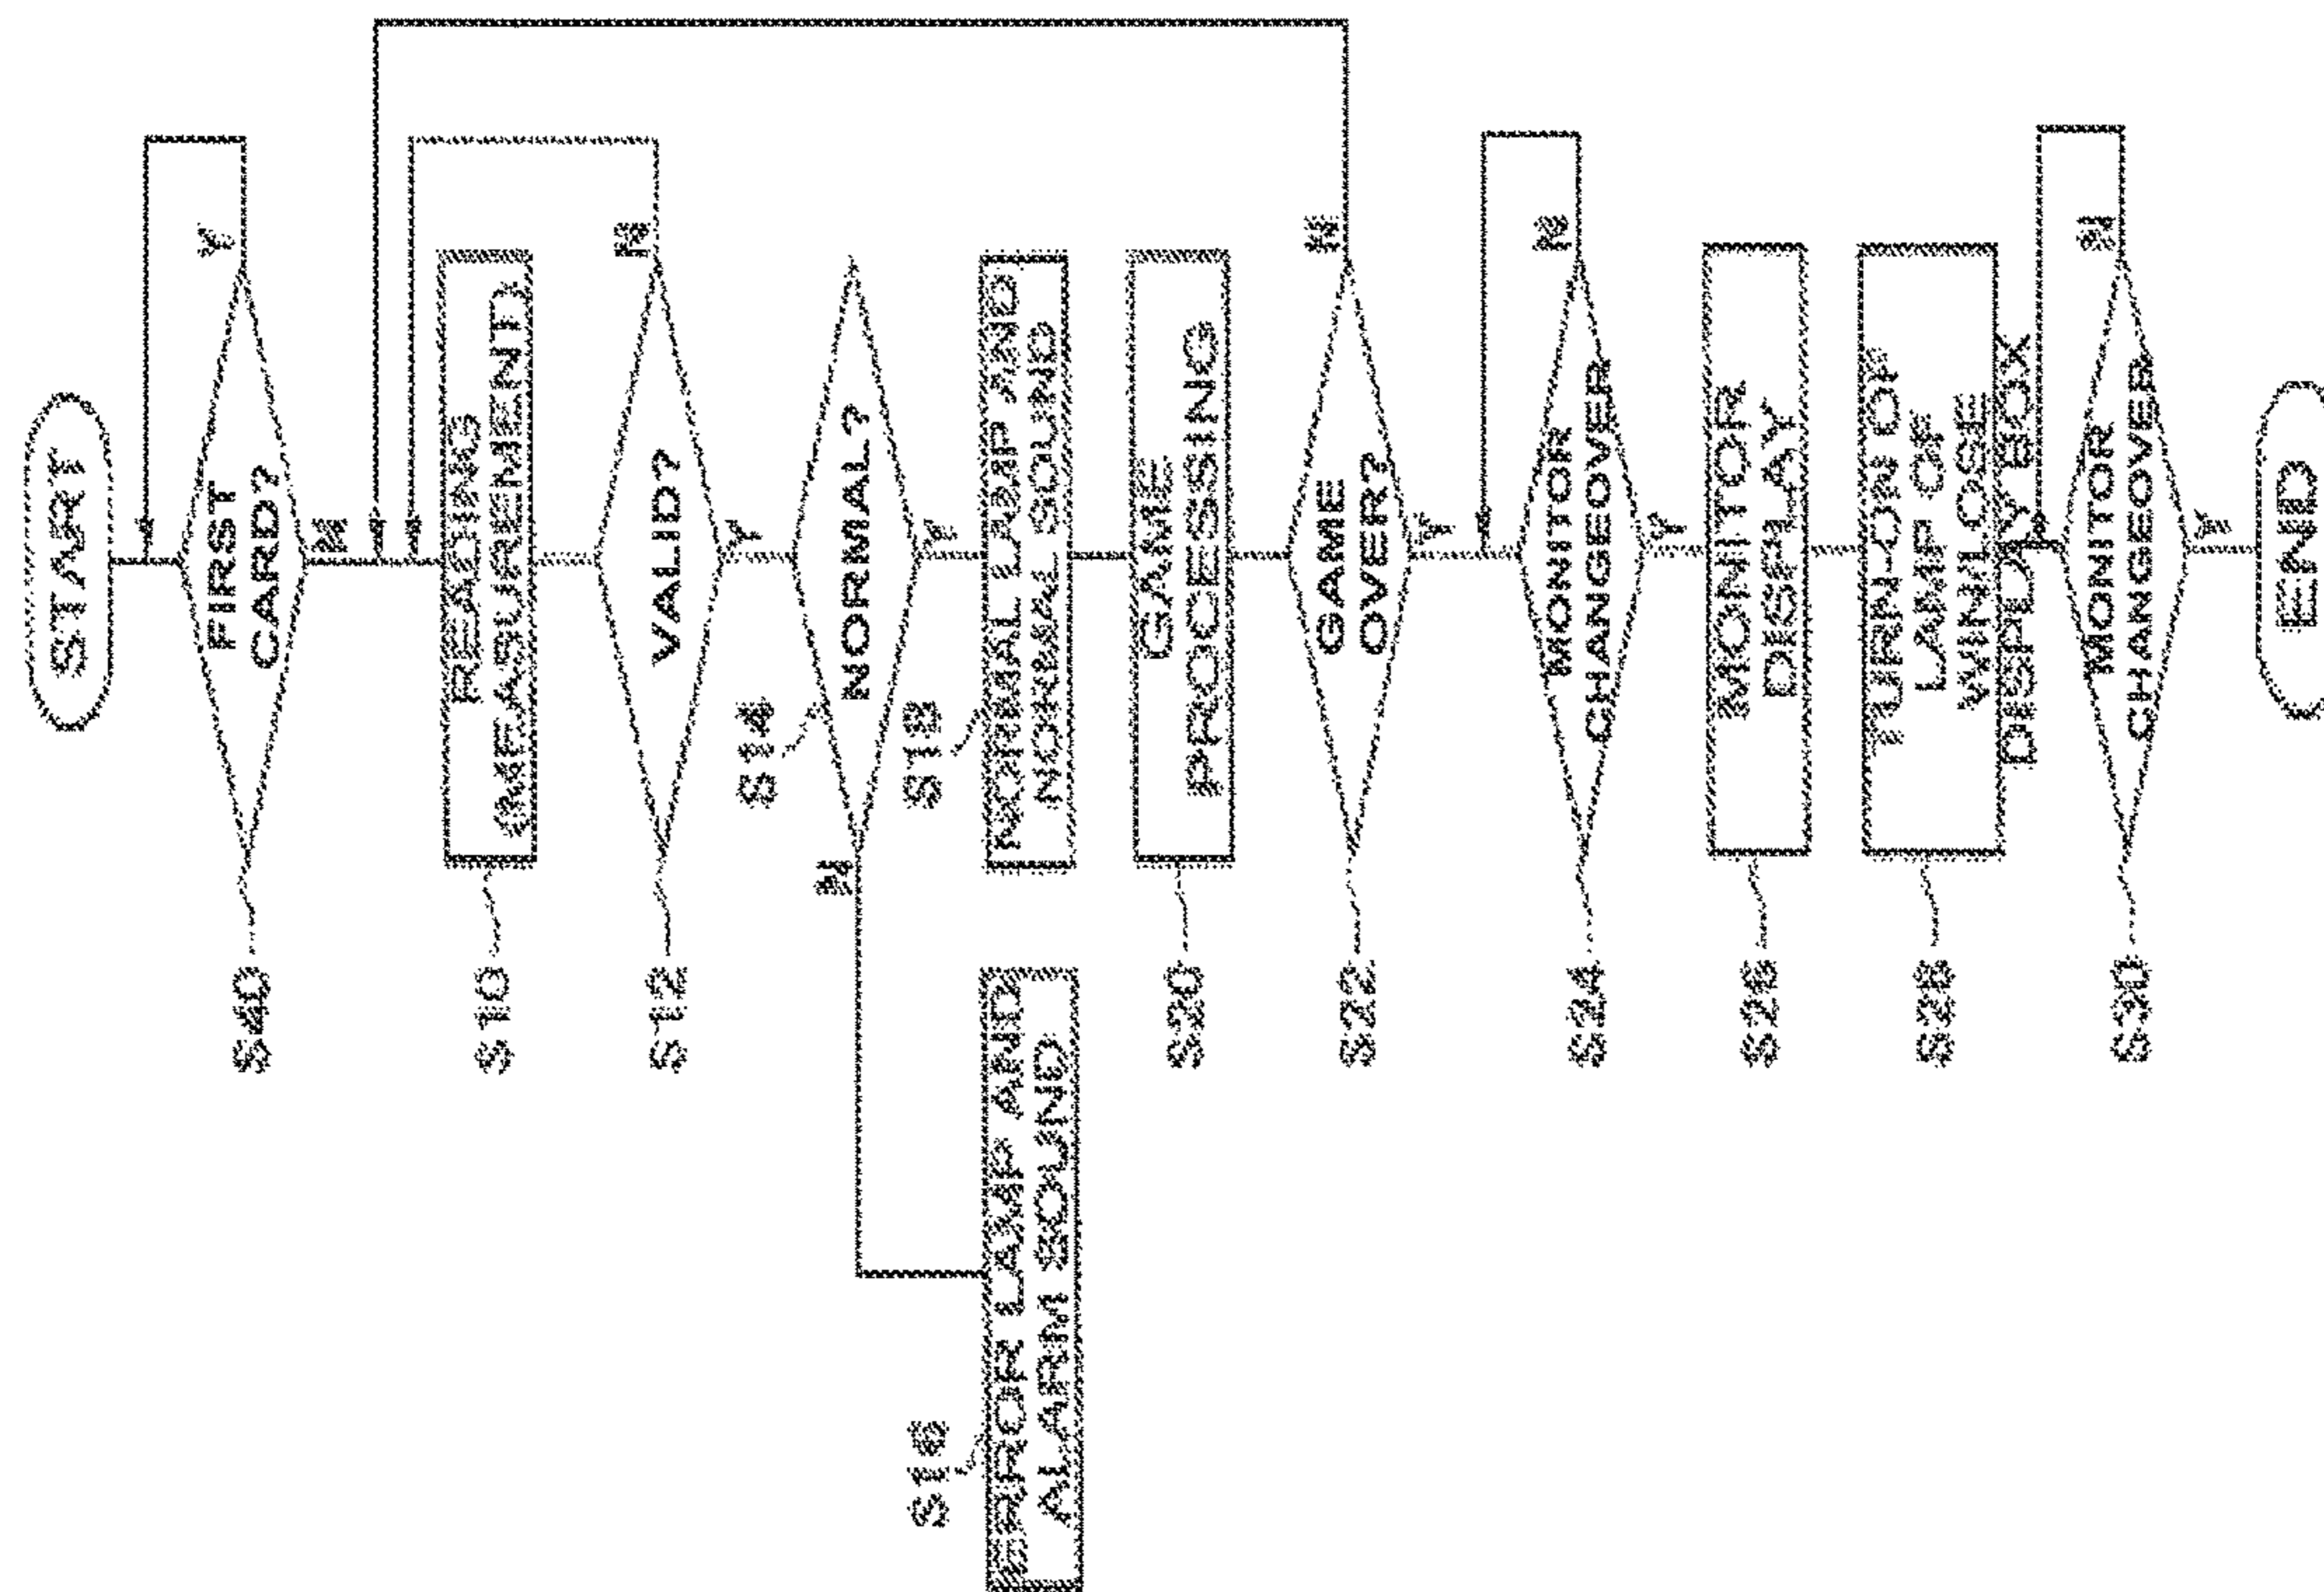 START
FIRST
CARD?
Y
N
S40
READING
(MEASUREMENT)
S10
VALID?
N
Y
S12
NORMAL?
S14
N
Y
ERROR LAMP AND
ALARM SOUND
S16
NORMAL LAMP AND
NORMAL SOUND
S18
GAME
PROCESSING
S20
GAME
OVER?
N
Y
S22
MONITOR
CHANGEOVER
N
Y
S24
MONITOR
DISPLAY
S26
TURN-ON OF
LAMP OF
WIN/LOSE
DISPLAY BOX
S28
MONITOR
CHANGEOVER
N
Y
S30
END